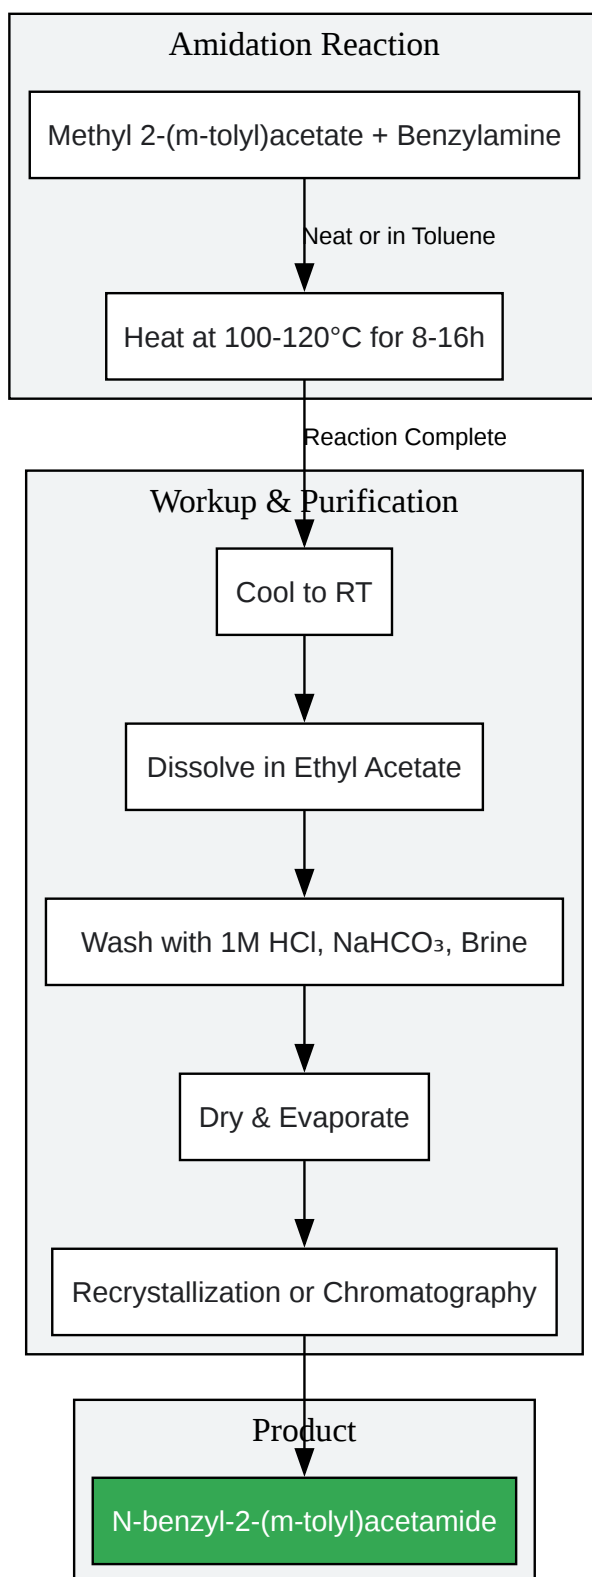 Amidation Reaction
Methyl 2-(m-tolyl)acetate + Benzylamine
Neat or in Toluene
Heat at 100-120°C for 8-16h
Reaction Complete
Workup & Purification
Cool to RT
Dissolve in Ethyl Acetate
Wash with 1M HCl, NaHCO₃, Brine
Dry & Evaporate
Recrystallization or Chromatography
Product
N-benzyl-2-(m-tolyl)acetamide